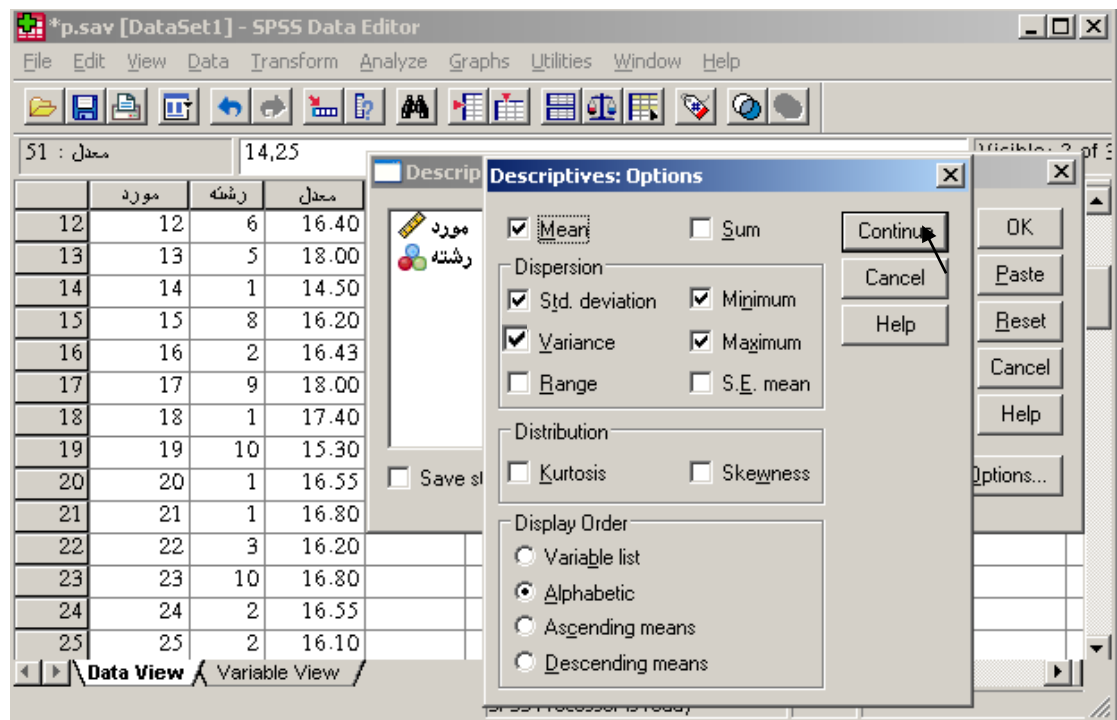 *p.sav [DataSet1] - SPSS Data Editor
File Edit View Data Transform Analyze Graphs Utilities Window Help
51 : معدل 14,25
مورد رشته معدل
12 12 6 16.40
13 13 5 18.00
14 14 1 14.50
15 15 8 16.20
16 16 2 16.43
17 17 9 18.00
18 18 1 17.40
19 19 10 15.30
20 20 1 16.55
21 21 1 16.80
22 22 3 16.20
23 23 10 16.80
24 24 2 16.55
25 25 2 16.10
Data View Variable View
Descrip
مورد
رشته
Save st
OK
Paste
Reset
Cancel
Help
Options...
Descriptives: Options
Mean Sum
Dispersion
Std. deviation Minimum
Variance Maximum
Range S.E. mean
Distribution
Kurtosis Skewness
Display Order
Variable list
Alphabetic
Ascending means
Descending means
Continue
Cancel
Help